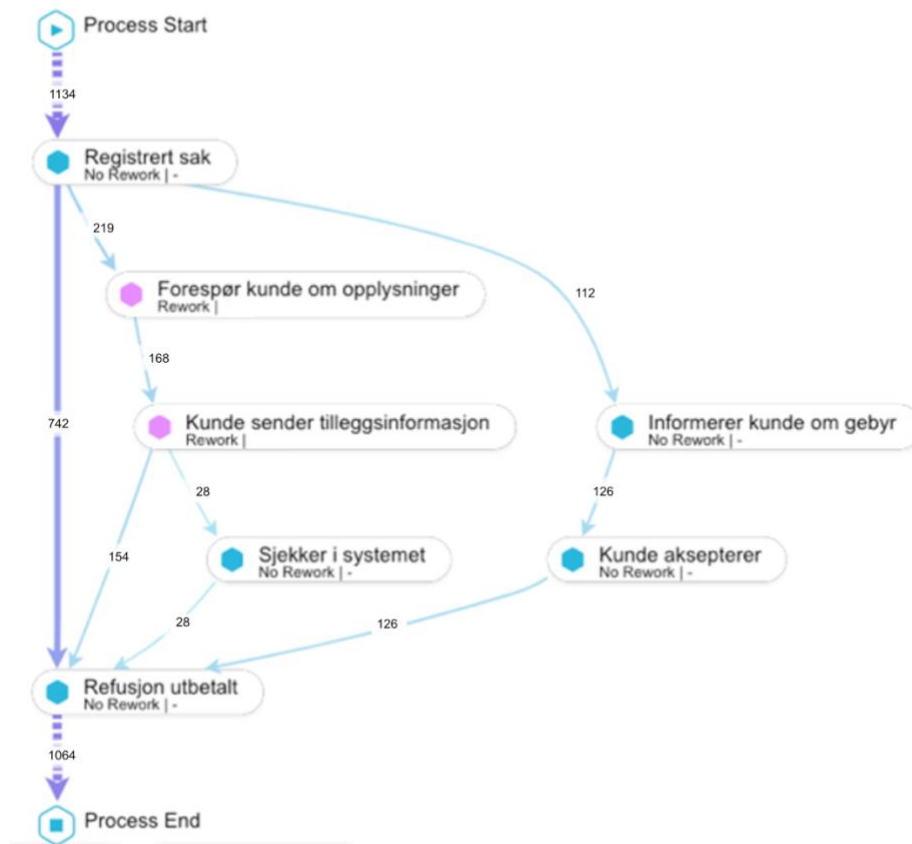 Process Start
1134
Registrert sak
No Rework | -
219
112
Forespør kunde om opplysninger
Rework |
168
742
Kunde sender tilleggsinformasjon
Rework |
Informerer kunde om gebyr
No Rework | -
28
126
154
Sjekker i systemet
No Rework | -
Kunde aksepterer
No Rework | -
28
126
Refusjon utbetalt
No Rework | -
1064
Process End